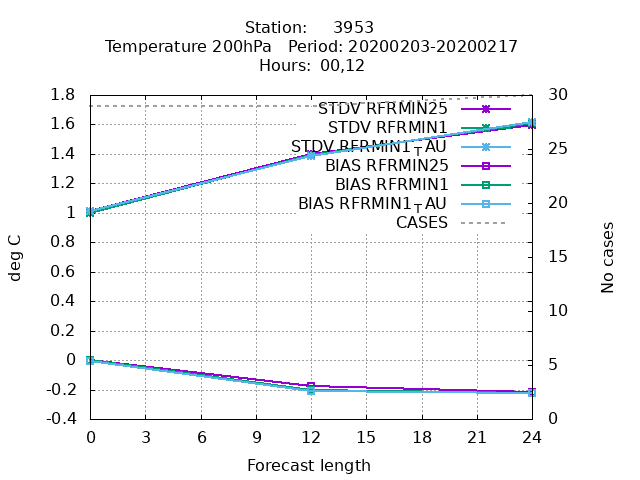 Station: 3953
Temperature 200hPa Period: 20200203-20200217
Hours: 00,12
1.8
1.6
1.4
1.2
1
0.8
0.6
0.4
0.2
0
-0.2
-0.4
deg C
STDV RFRMIN25
STDV RFRMIN1
STDV RFRMIN1_TAU
BIAS RFRMIN25
BIAS RFRMIN1
BIAS RFRMIN1_TAU
CASES
30
25
20
15
10
5
0
No cases
0 3 6 9 12 15 18 21 24
Forecast length